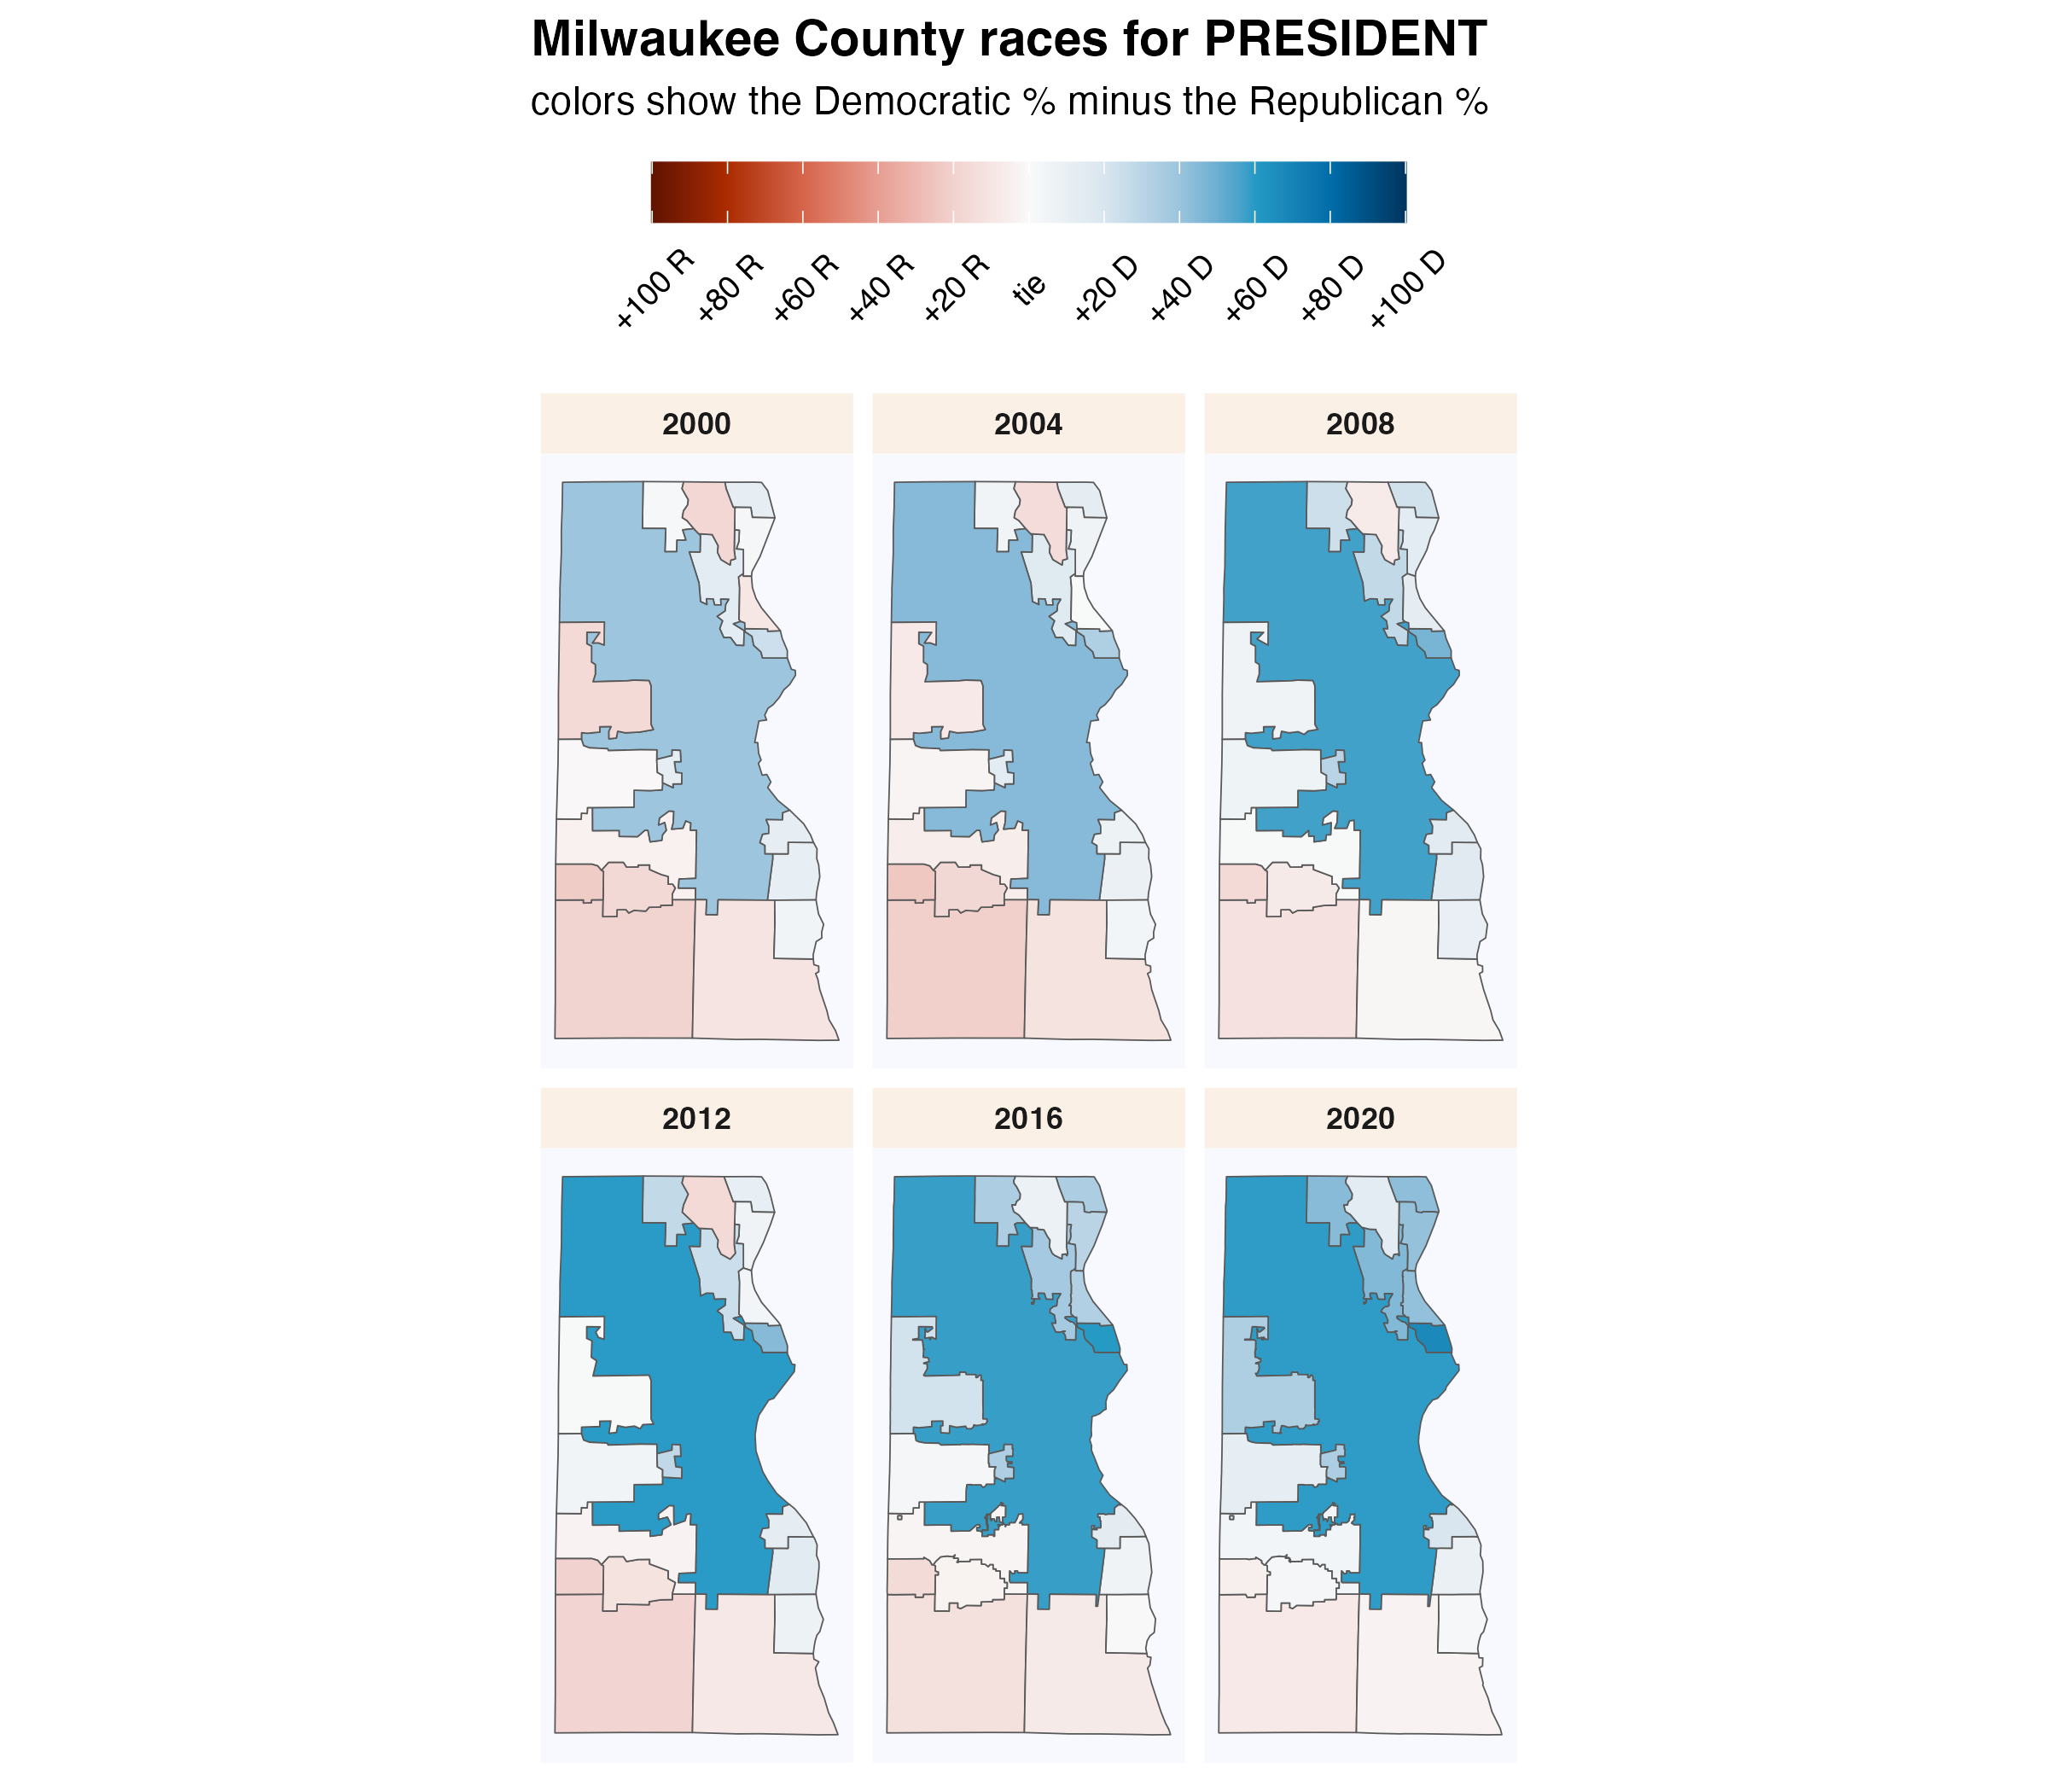 Milwaukee County races for PRESIDENT
colors show the Democratic % minus the Republican %
+100 R
+80 R
+60 R
+40 R
+20 R
tie
+20 D
+40 D
+60 D
+80 D
+100 D
2000
2004
2008
2012
2016
2020